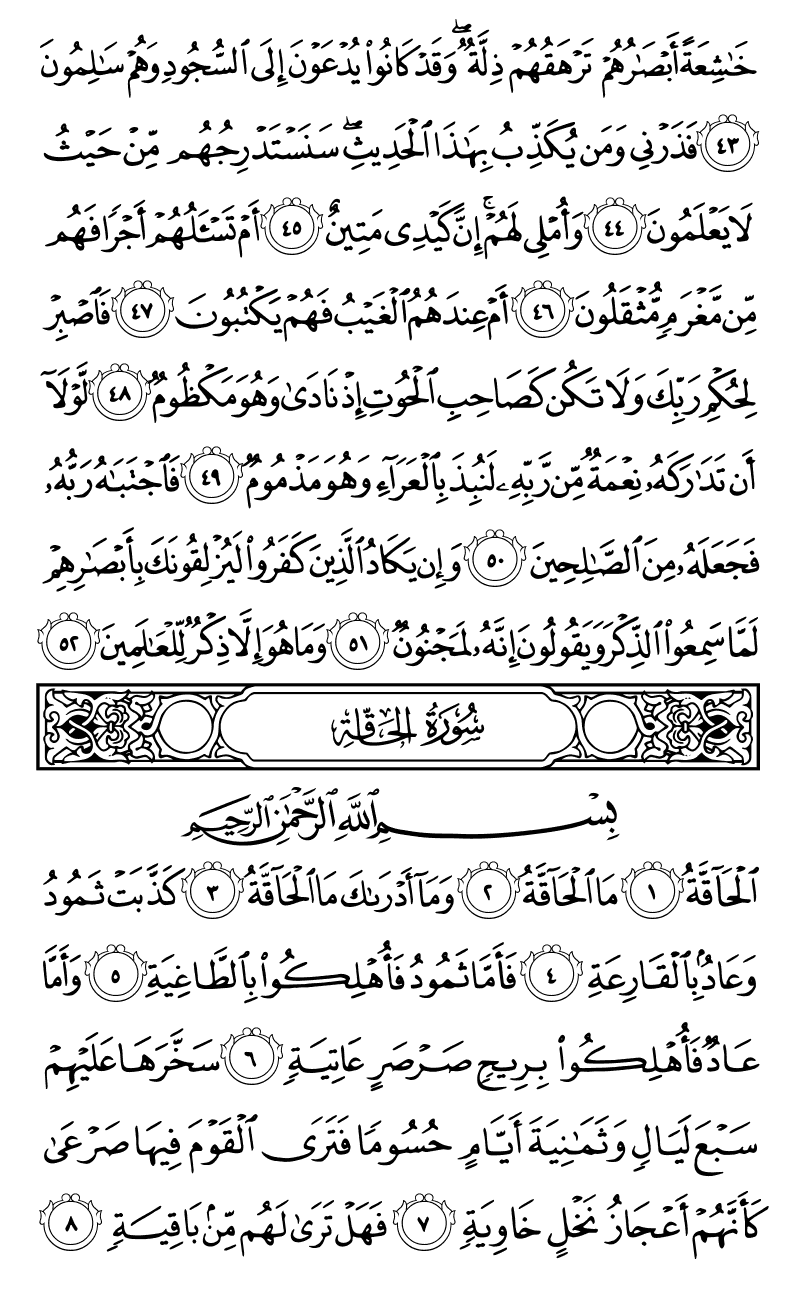 خَٰشِعَةً أَبْصَٰرُهُمْ تَرْهَقُهُمْ ذِلَّةٌ ۖ وَقَدْ كَانُوا۟ يُدْعَوْنَ إِلَى ٱلسُّجُودِ وَهُمْ سَٰلِمُونَ
٤٣ فَذَرْنِى وَمَن يُكَذِّبُ بِهَٰذَا ٱلْحَدِيثِ ۖ سَنَسْتَدْرِجُهُم مِّنْ حَيْثُ
لَا يَعْلَمُونَ ٤٤ وَأُمْلِى لَهُمْ ۚ إِنَّ كَيْدِى مَتِينٌ ٤٥ أَمْ تَسْـَٔلُهُمْ أَجْرًا فَهُم
مِّن مَّغْرَمٍ مُّثْقَلُونَ ٤٦ أَمْ عِندَهُمُ ٱلْغَيْبُ فَهُمْ يَكْتُبُونَ ٤٧ فَٱصْبِرْ
لِحُكْمِ رَبِّكَ وَلَا تَكُن كَصَاحِبِ ٱلْحُوتِ إِذْ نَادَىٰ وَهُوَ مَكْظُومٌ ٤٨ لَّوْلَآ
أَن تَدَٰرَكَهُۥ نِعْمَةٌ مِّن رَّبِّهِۦ لَنُبِذَ بِٱلْعَرَآءِ وَهُوَ مَذْمُومٌ ٤٩ فَٱجْتَبَٰهُ رَبُّهُۥ
فَجَعَلَهُۥ مِنَ ٱلصَّٰلِحِينَ ٥٠ وَإِن يَكَادُ ٱلَّذِينَ كَفَرُوا۟ لَيُزْلِقُونَكَ بِأَبْصَٰرِهِمْ
لَمَّا سَمِعُوا۟ ٱلذِّكْرَ وَيَقُولُونَ إِنَّهُۥ لَمَجْنُونٌ ٥١ وَمَا هُوَ إِلَّا ذِكْرٌ لِّلْعَٰلَمِينَ ٥٢
سُورَةُ الحَاقَّةِ
بِسْمِ ٱللَّهِ ٱلرَّحْمَٰنِ ٱلرَّحِيمِ
ٱلْحَآقَّةُ ١ مَا ٱلْحَآقَّةُ ٢ وَمَآ أَدْرَىٰكَ مَا ٱلْحَآقَّةُ ٣ كَذَّبَتْ ثَمُودُ
وَعَادٌۢ بِٱلْقَارِعَةِ ٤ فَأَمَّا ثَمُودُ فَأُهْلِكُوا۟ بِٱلطَّاغِيَةِ ٥ وَأَمَّا
عَادٌ فَأُهْلِكُوا۟ بِرِيحٍ صَرْصَرٍ عَاتِيَةٍ ٦ سَخَّرَهَا عَلَيْهِمْ
سَبْعَ لَيَالٍ وَثَمَٰنِيَةَ أَيَّامٍ حُسُومًا فَتَرَى ٱلْقَوْمَ فِيهَا صَرْعَىٰ
كَأَنَّهُمْ أَعْجَازُ نَخْلٍ خَاوِيَةٍ ٧ فَهَلْ تَرَىٰ لَهُم مِّنۢ بَاقِيَةٍ ٨